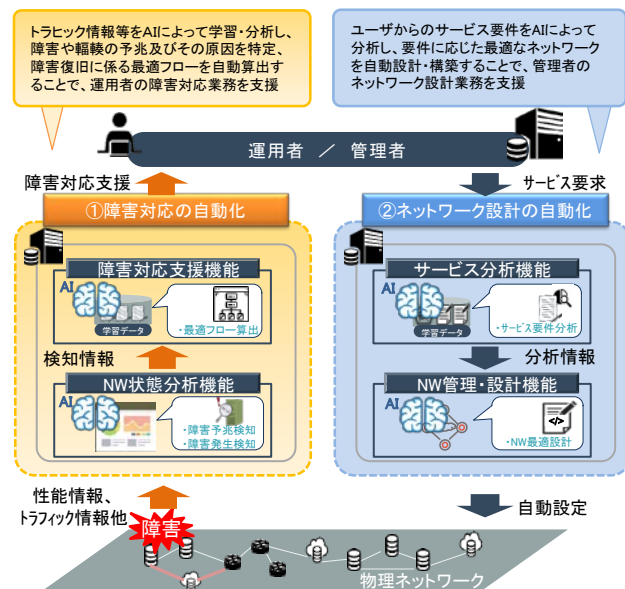 トラヒック情報等をAIによって学習・分析し、
障害や輻輳の予兆及びその原因を特定、
障害復旧に係る最適フローを自動算出す
ることで、運用者の障害対応業務を支援
ユーザからのサービス要件をAIによって
分析し、要件に応じた最適なネットワーク
を自動設計・構築することで、管理者の
ネットワーク設計業務を支援
運用者 ／ 管理者
障害対応支援
サービス要求
①障害対応の自動化
障害対応支援機能
AI
学習データ
・最適フロー算出
検知情報
NW状態分析機能
AI
・障害予兆検知
・障害発生検知
性能情報、
トラフィック情報他
②ネットワーク設計の自動化
サービス分析機能
AI
学習データ
・サービス要件分析
分析情報
NW管理・設計機能
AI
</>
・NW最適設計
自動設定
障害
物理ネットワーク